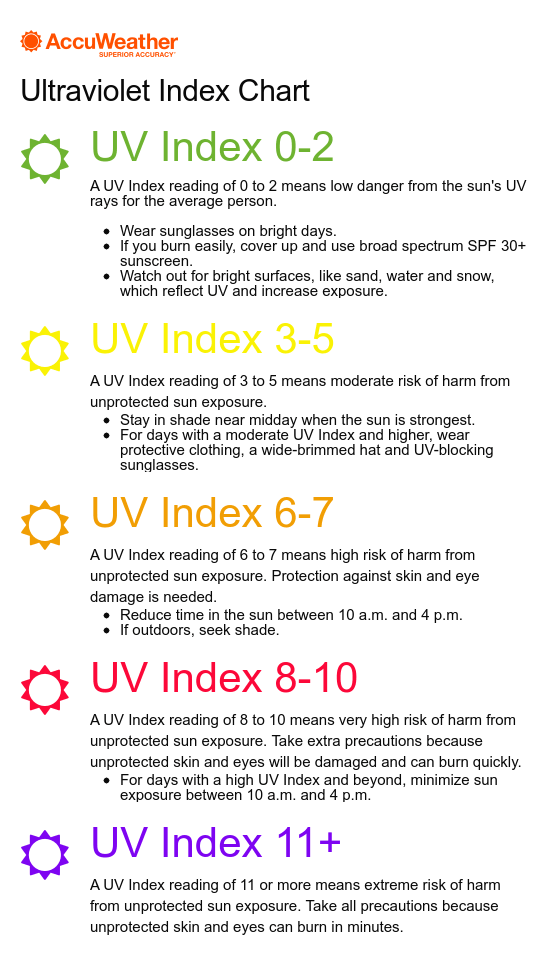 AccuWeather
SUPERIOR ACCURACY™
Ultraviolet Index Chart
UV Index 0-2
A UV Index reading of 0 to 2 means low danger from the sun's UV
rays for the average person.
• Wear sunglasses on bright days.
• If you burn easily, cover up and use broad spectrum SPF 30+
sunscreen.
• Watch out for bright surfaces, like sand, water and snow,
which reflect UV and increase exposure.
UV Index 3-5
A UV Index reading of 3 to 5 means moderate risk of harm from
unprotected sun exposure.
• Stay in shade near midday when the sun is strongest.
• For days with a moderate UV Index and higher, wear
protective clothing, a wide-brimmed hat and UV-blocking
sunglasses.
UV Index 6-7
A UV Index reading of 6 to 7 means high risk of harm from
unprotected sun exposure. Protection against skin and eye
damage is needed.
• Reduce time in the sun between 10 a.m. and 4 p.m.
• If outdoors, seek shade.
UV Index 8-10
A UV Index reading of 8 to 10 means very high risk of harm from
unprotected sun exposure. Take extra precautions because
unprotected skin and eyes will be damaged and can burn quickly.
• For days with a high UV Index and beyond, minimize sun
exposure between 10 a.m. and 4 p.m.
UV Index 11+
A UV Index reading of 11 or more means extreme risk of harm
from unprotected sun exposure. Take all precautions because
unprotected skin and eyes can burn in minutes.